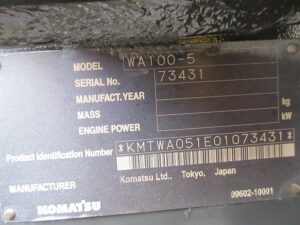 MODEL WA100-5
SERIAL No. 73431
MANUFACT. YEAR
MASS kg
ENGINE POWER kW
Product Identification Number *KMTWA051E01073431*
Komatsu Ltd., Tokyo, Japan
KOMATSU 09602-10001